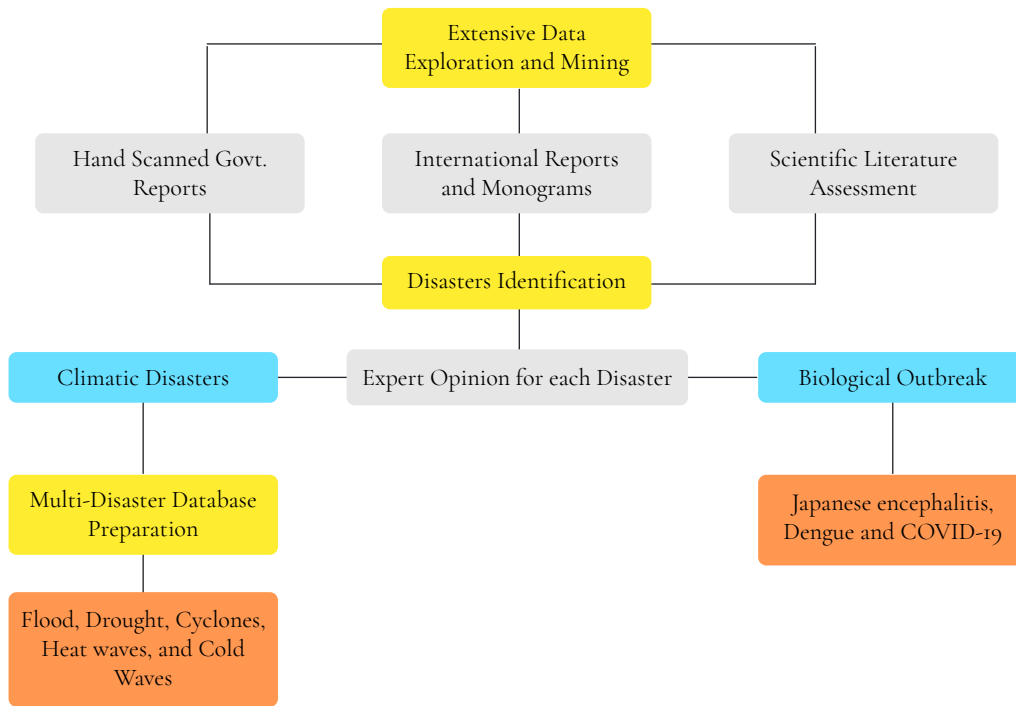 Extensive Data
Exploration and Mining
Hand Scanned Govt.
Reports
International Reports
and Monograms
Scientific Literature
Assessment
Disasters Identification
Climatic Disasters
Expert Opinion for each Disaster
Biological Outbreak
Multi-Disaster Database
Preparation
Japanese encephalitis,
Dengue and COVID-19
Flood, Drought, Cyclones,
Heat waves, and Cold
Waves